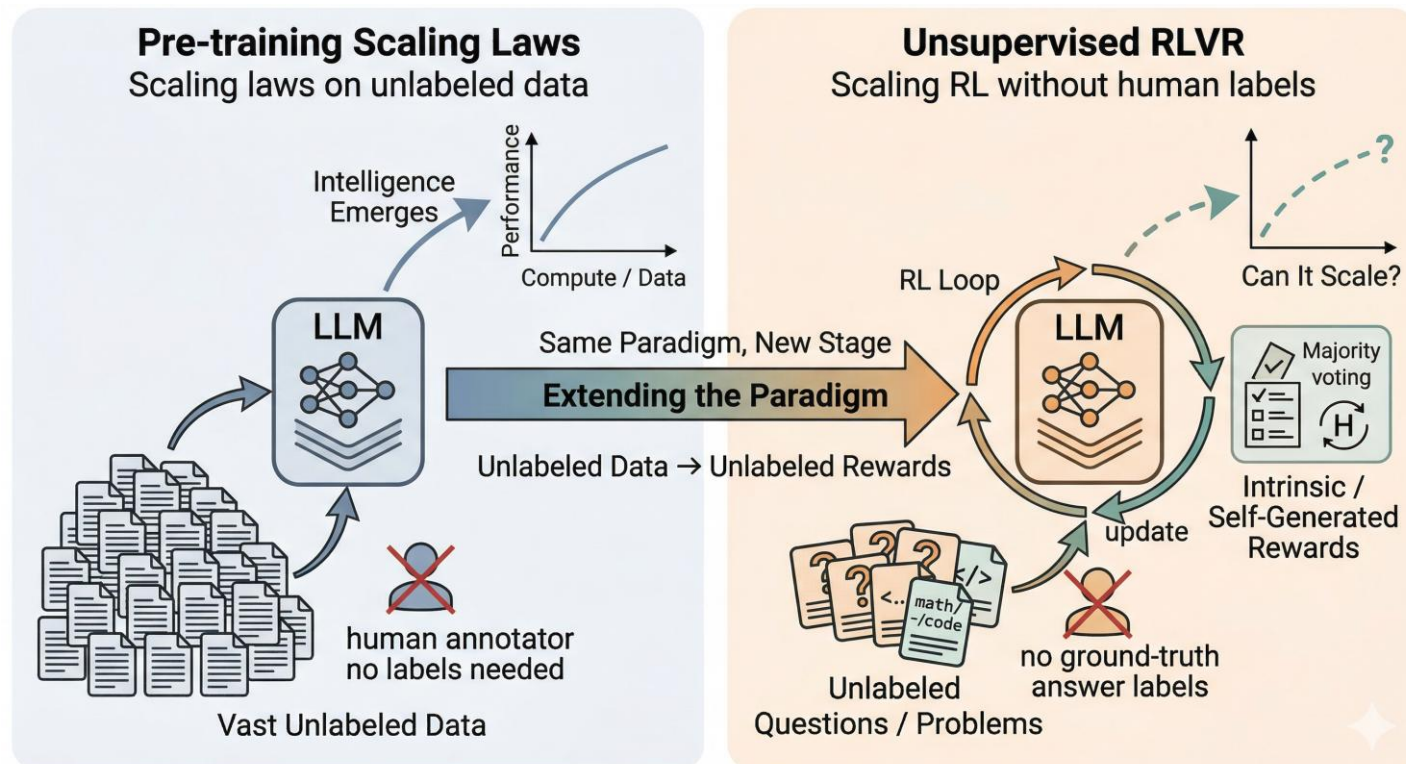 Pre-training Scaling Laws
Scaling laws on unlabeled data
Intelligence
Emerges
Performance
Compute / Data
LLM
human annotator
no labels needed
Vast Unlabeled Data
Same Paradigm, New Stage
Extending the Paradigm
Unlabeled Data → Unlabeled Rewards
Unsupervised RLVR
Scaling RL without human labels
?
Can It Scale?
RL Loop
LLM
Majority
voting
H
Intrinsic /
Self-Generated
Rewards
update
?
?
?
?
<..
</>
math/
-/code
no ground-truth
answer labels
Unlabeled
Questions / Problems